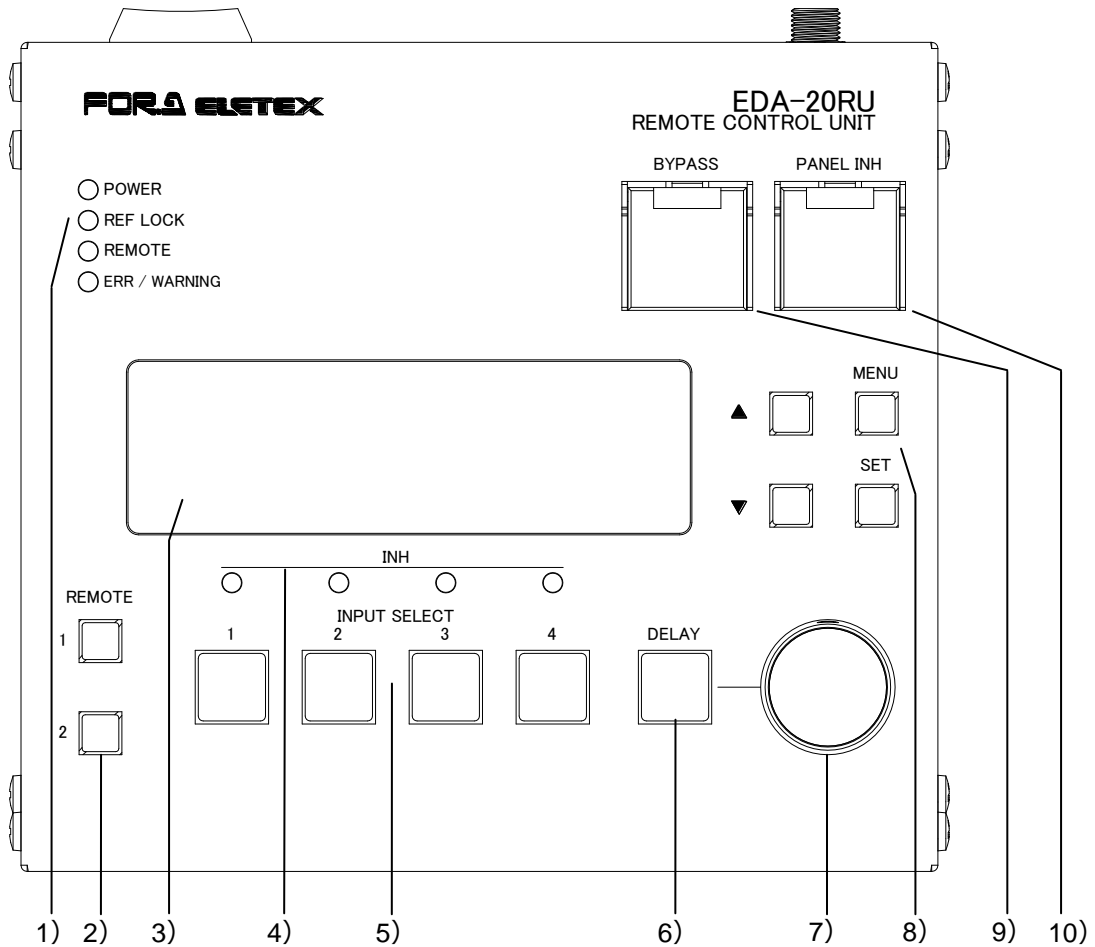 FOR.A ELETEX
EDA-20RU
REMOTE CONTROL UNIT
BYPASS PANEL INH
POWER
REF LOCK
REMOTE
ERR / WARNING
MENU
▲
SET
▼
INH
REMOTE
INPUT SELECT
1 1 2 3 4 DELAY
2
1) 2) 3) 4) 5) 6) 7) 8) 9) 10)